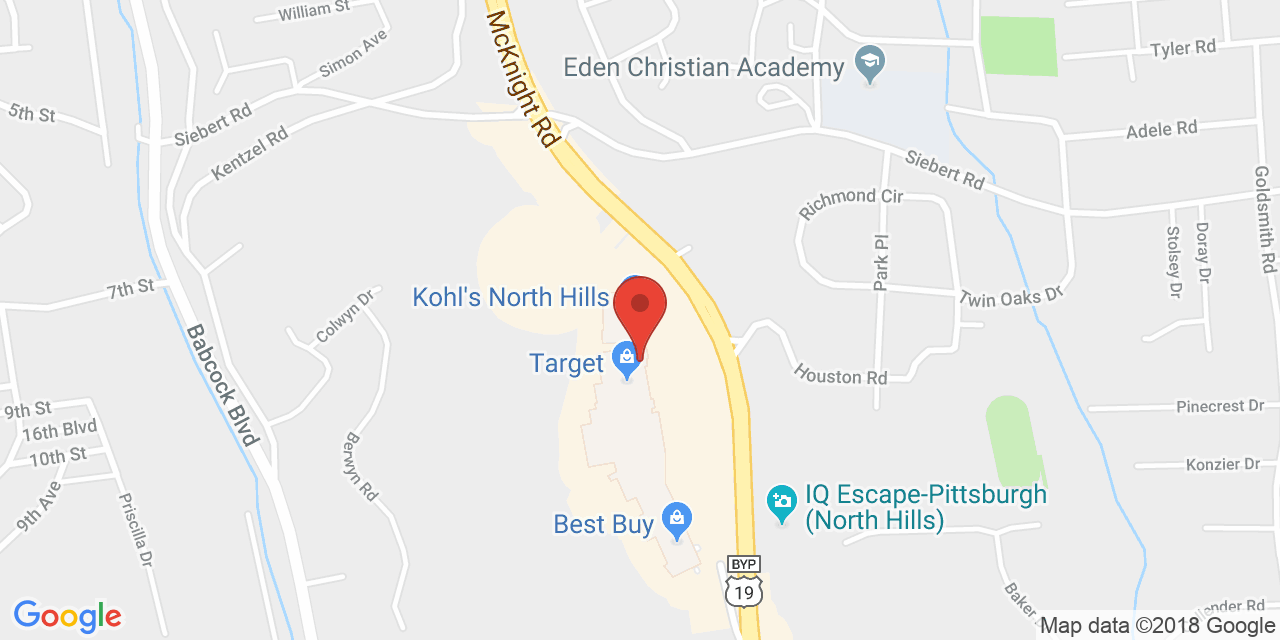 William St
McKnight Rd
Simon Ave
Tyler Rd
Eden Christian Academy
5th St
Siebert Rd
Kentzel Rd
Adele Rd
Siebert Rd
Goldsmith Rd
Richmond Cir
Park Pl
Stolsey Dr
Doray Dr
7th St
Kohl's North Hills
Twin Oaks Dr
Colwyn Dr
Babcock Blvd
Target
Houston Rd
9th St
Pinecrest Dr
16th Blvd
10th St
Berwyn Rd
Konzier Dr
9th Ave
Priscilla Dr
IQ Escape-Pittsburgh
(North Hills)
Best Buy
BYP
19
Baker
Google
Map data ©2018 Google